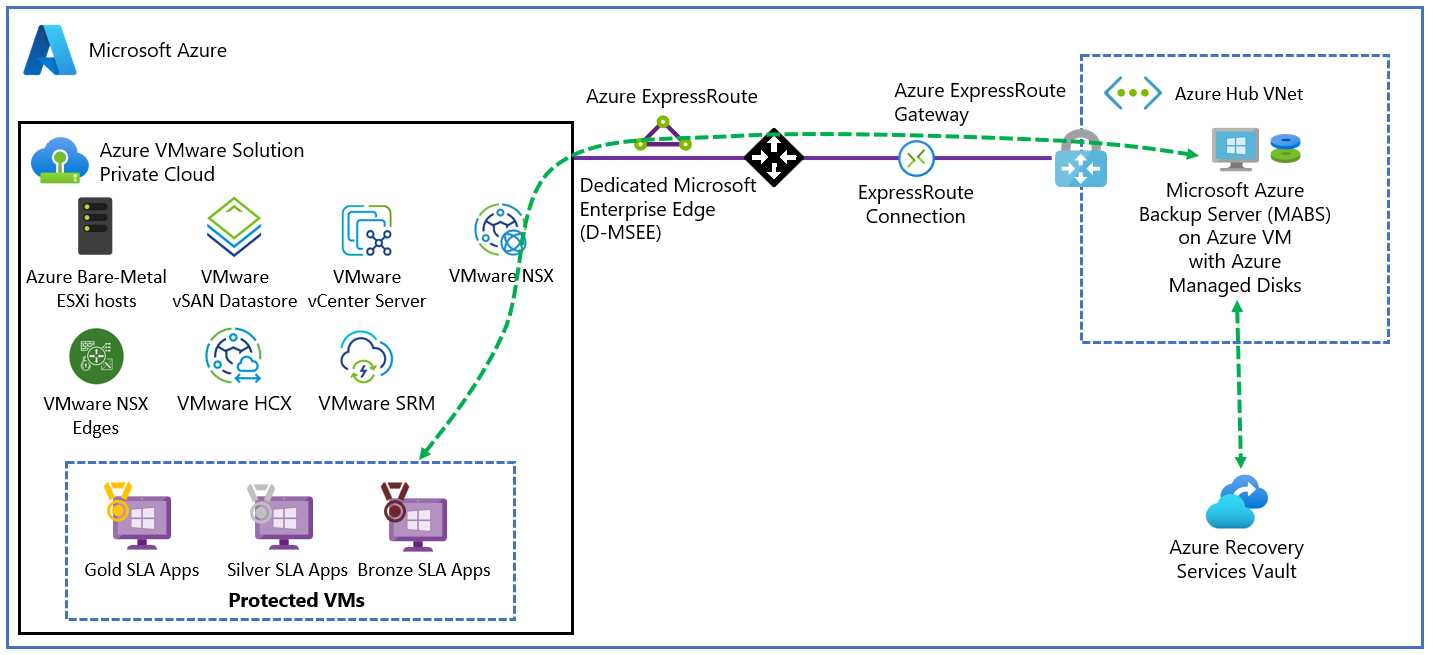 Microsoft Azure
Azure VMware Solution
Private Cloud
Azure Bare-Metal
ESXi hosts
VMware
vSAN Datastore
VMware
vCenter Server
VMware NSX
VMware NSX
Edges
VMware HCX
VMware SRM
Gold SLA Apps
Silver SLA Apps
Bronze SLA Apps
Protected VMs
Azure ExpressRoute
Dedicated Microsoft
Enterprise Edge
(D-MSEE)
Azure ExpressRoute
Gateway
ExpressRoute
Connection
Azure Hub VNet
Microsoft Azure
Backup Server (MABS)
on Azure VM
with Azure
Managed Disks
Azure Recovery
Services Vault